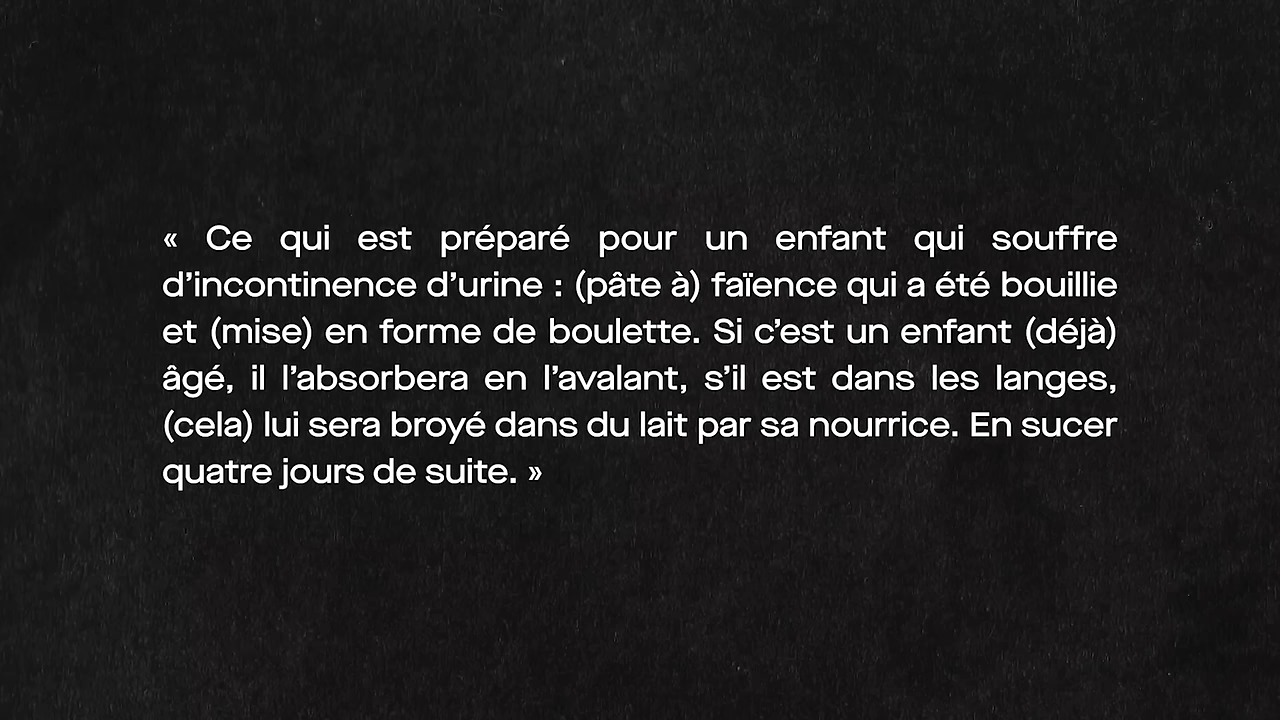 « Ce qui est préparé pour un enfant qui souffre
d’incontinence d’urine : (pâte à) faïence qui a été bouillie
et (mise) en forme de boulette. Si c’est un enfant (déjà)
âgé, il l’absorbera en l’avalant, s’il est dans les langes,
(cela) lui sera broyé dans du lait par sa nourrice. En sucer
quatre jours de suite. »